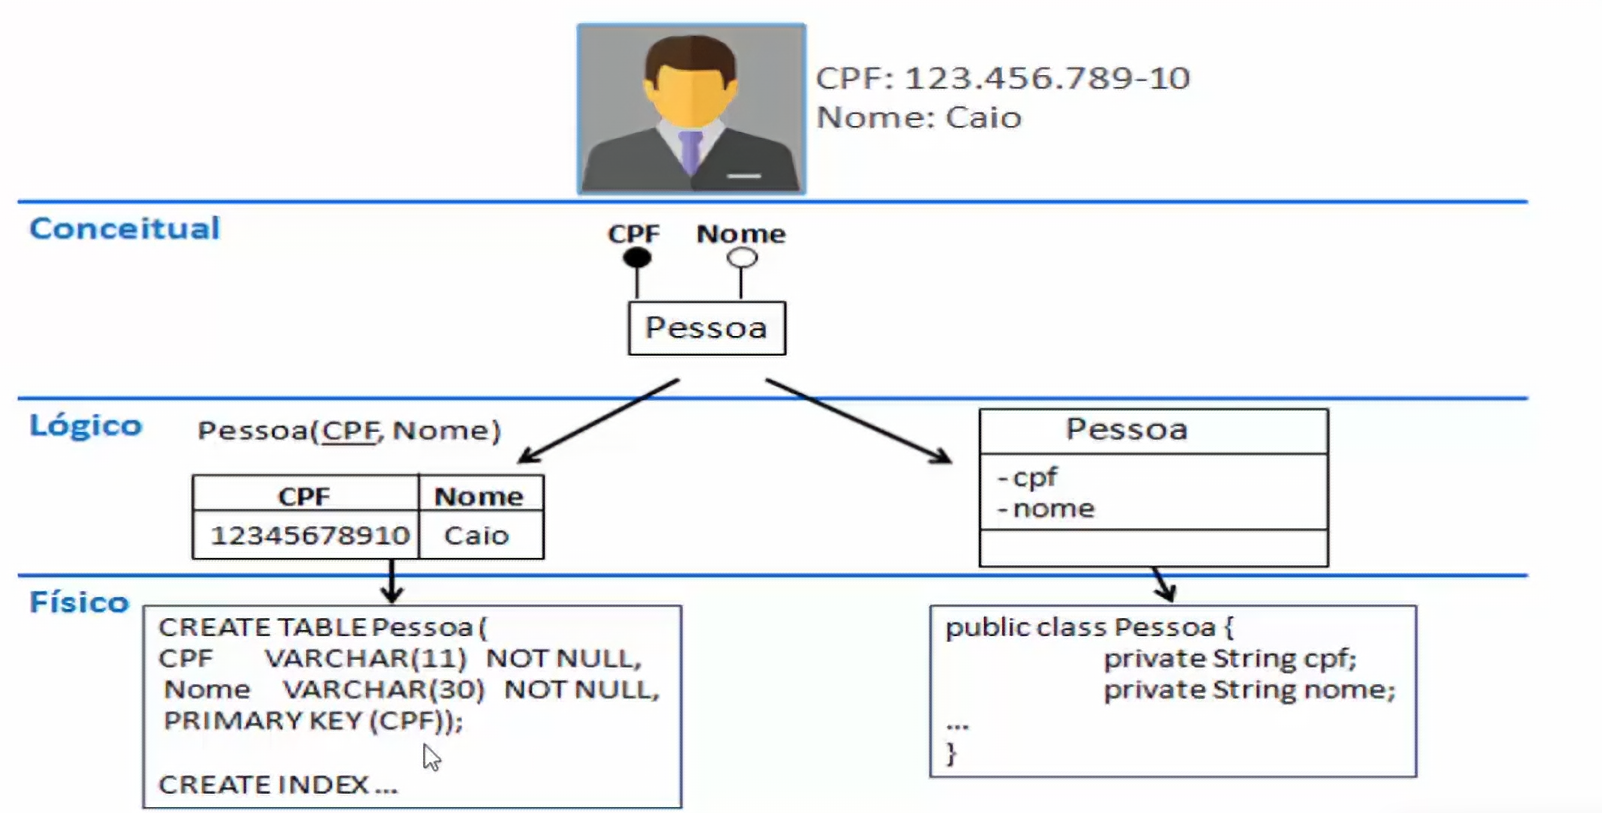 CPF: 123.456.789-10
Nome: Caio
Conceitual
CPF Nome
Pessoa
Lógico
Pessoa(CPF, Nome)
CPF Nome
12345678910 Caio
Pessoa
- cpf
- nome
Físico
CREATE TABLE Pessoa (
CPF VARCHAR(11) NOT NULL,
Nome VARCHAR(30) NOT NULL,
PRIMARY KEY (CPF));
CREATE INDEX ...
public class Pessoa {
private String cpf;
private String nome;
...
}